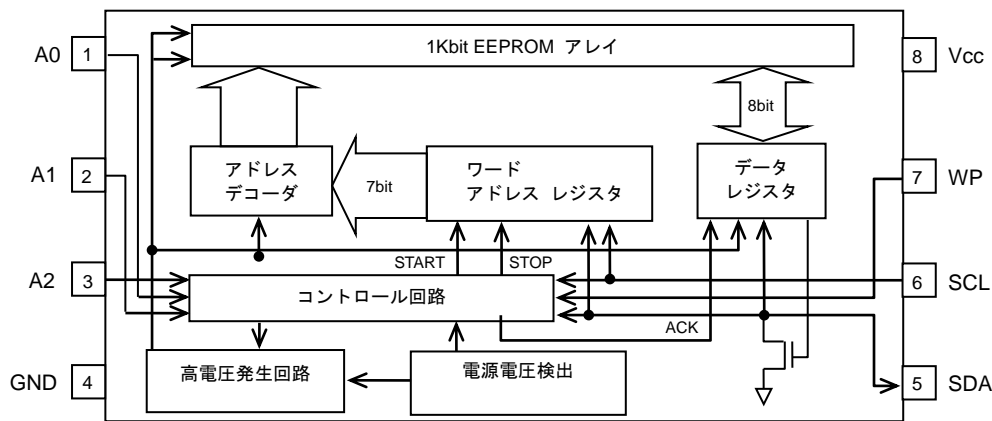 1Kbit EEPROM アレイ
A0
1
8
Vcc
8bit
A1
2
アドレス
デコーダ
7bit
ワード
アドレス レジスタ
データ
レジスタ
7
WP
START
STOP
A2
3
コントロール回路
6
SCL
ACK
GND
4
高電圧発生回路
電源電圧検出
5
SDA